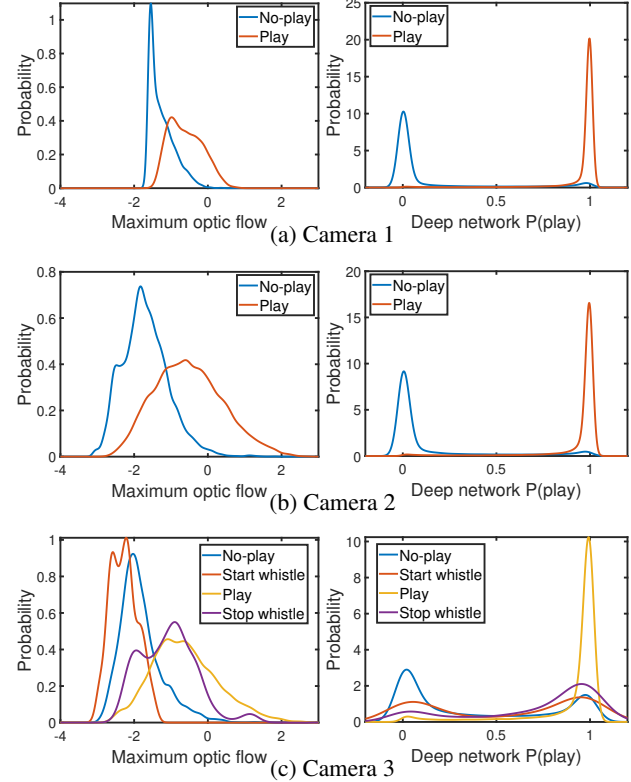 1
0.8
0.6
0.4
0.2
0
Probability
-4 -2 0 2
Maximum optic flow
No-play
Play
25
20
15
10
5
0
Probability
0 0.5 1
Deep network P(play)
No-play
Play
(a) Camera 1
0.8
0.6
0.4
0.2
0
Probability
-4 -2 0 2
Maximum optic flow
No-play
Play
20
15
10
5
0
Probability
0 0.5 1
Deep network P(play)
No-play
Play
(b) Camera 2
1
0.8
0.6
0.4
0.2
0
Probability
-4 -2 0 2
Maximum optic flow
No-play
Start whistle
Play
Stop whistle
10
8
6
4
2
0
Probability
0 0.5 1
Deep network P(play)
No-play
Start whistle
Play
Stop whistle
(c) Camera 3